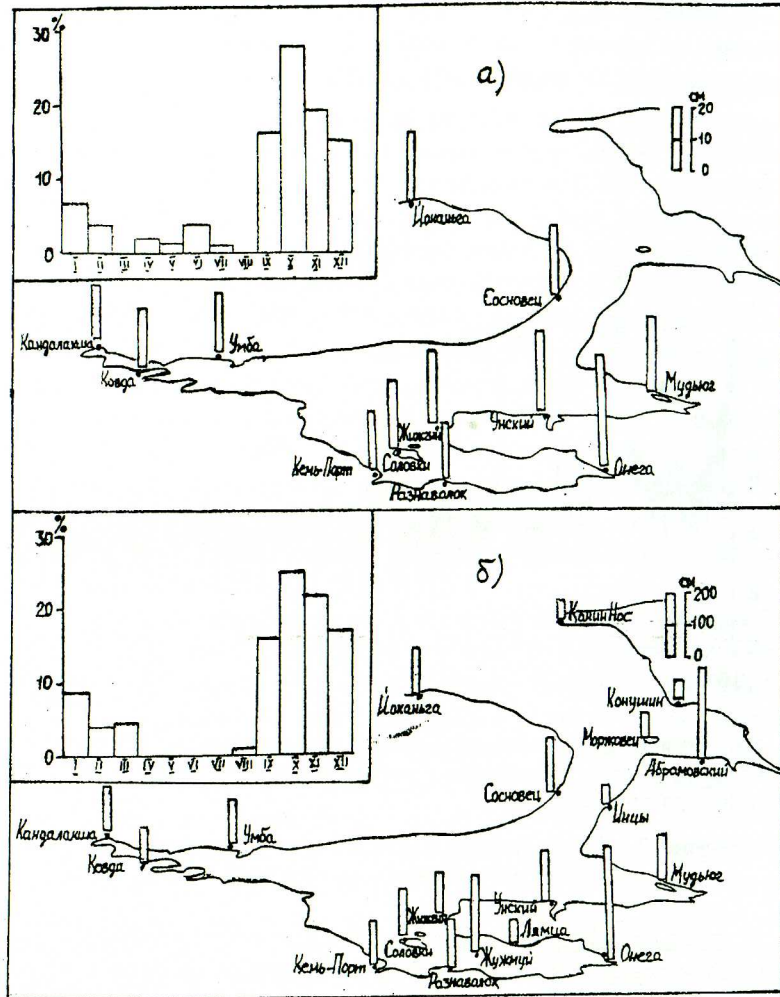 %
30
20
10
0
I II III IV V VI VII VIII IX X XI XII
а)
см
20
10
0
Йоканьга
Сосновец
Кандалакша
Умба
Ковда
Мудьюг
Унский
Жижгин
Кемь-Порт
Соловки
Разнаволок
Онега
%
30
20
10
0
I II III IV V VI VII VIII IX X XI XII
б)
Канин Нос
см
200
100
0
Йоканьга
Конушин
Моржовец
Абрамовский
Сосновец
Инцы
Кандалакша
Умба
Ковда
Мудьюг
Жижгин
Унский
Лямца
Соловки
Кемь-Порт
Жужмуй
Разнаволок
Онега